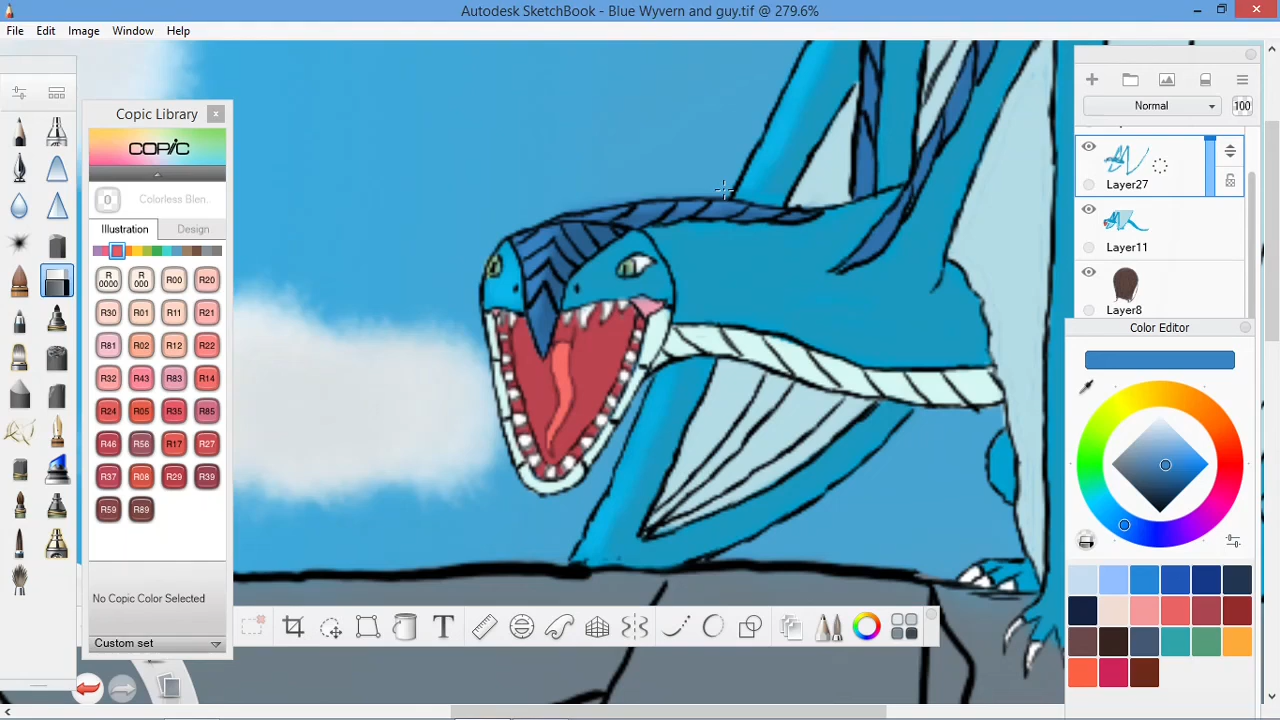 Autodesk SketchBook - Blue Wyvern and guy.tif @ 279.6%
File Edit Image Window Help
Copic Library x
COPIC
0 Colorless Blen..
Illustration Design
R 0000 R 000 R00 R20
R30 R01 R11 R21
R81 R02 R12 R22
R32 R43 R83 R14
R24 R05 R35 R85
R46 R56 R17 R27
R37 R08 R29 R39
R59 R89
No Copic Color Selected
Custom set
T
Normal 100
Layer27
Layer11
Layer8
Color Editor